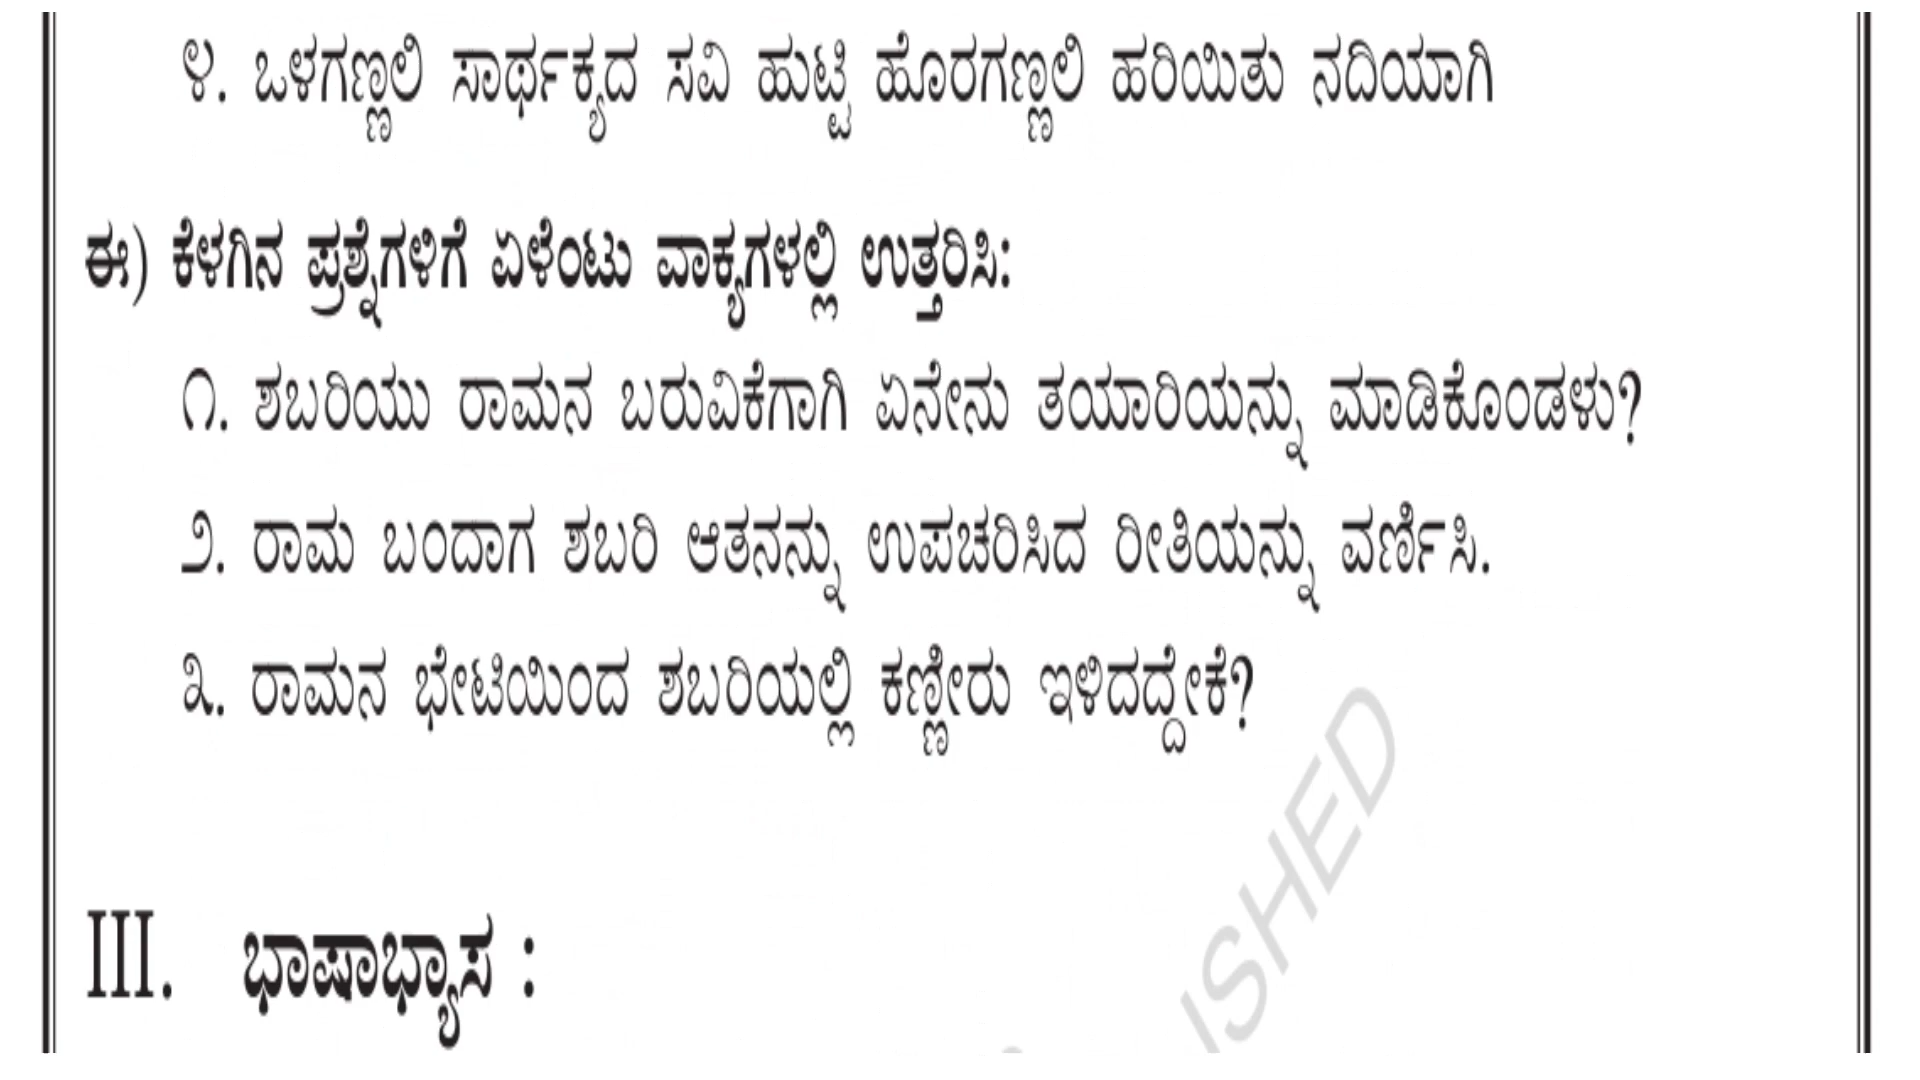 ೪. ಒಳಗಣ್ಣಲಿ ಸಾರ್ಥಕ್ಯದ ಸವಿ ಹುಟ್ಟಿ ಹೊರಗಣ್ಣಲಿ ಹರಿಯಿತು ನದಿಯಾಗಿ
ಈ) ಕೆಳಗಿನ ಪ್ರಶ್ನೆಗಳಿಗೆ ಏಳೆಂಟು ವಾಕ್ಯಗಳಲ್ಲಿ ಉತ್ತರಿಸಿ:
೧. ಶಬರಿಯು ರಾಮನ ಬರುವಿಕೆಗಾಗಿ ಏನೇನು ತಯಾರಿಯನ್ನು ಮಾಡಿಕೊಂಡಳು?
೨. ರಾಮ ಬಂದಾಗ ಶಬರಿ ಆತನನ್ನು ಉಪಚರಿಸಿದ ರೀತಿಯನ್ನು ವರ್ಣಿಸಿ.
೩. ರಾಮನ ಭೇಟಿಯಿಂದ ಶಬರಿಯಲ್ಲಿ ಕಣ್ಣೀರು ಇಳಿದದ್ದೇಕೆ?
III. ಭಾಷಾಭ್ಯಾಸ :
ISHED